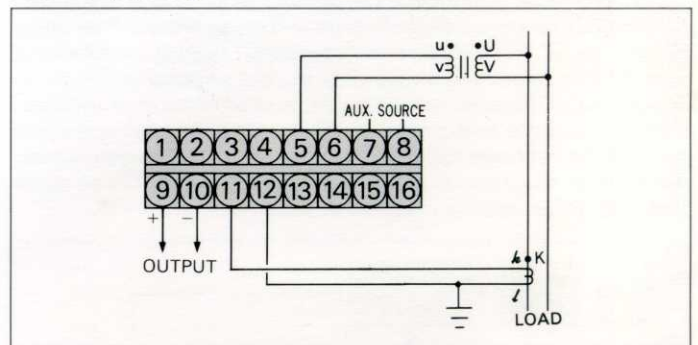 u• •U
v V
AUX. SOURCE
1 2 3 4 5 6 7 8
9 10 11 12 13 14 15 16
+ −
OUTPUT
k • K
l
LOAD